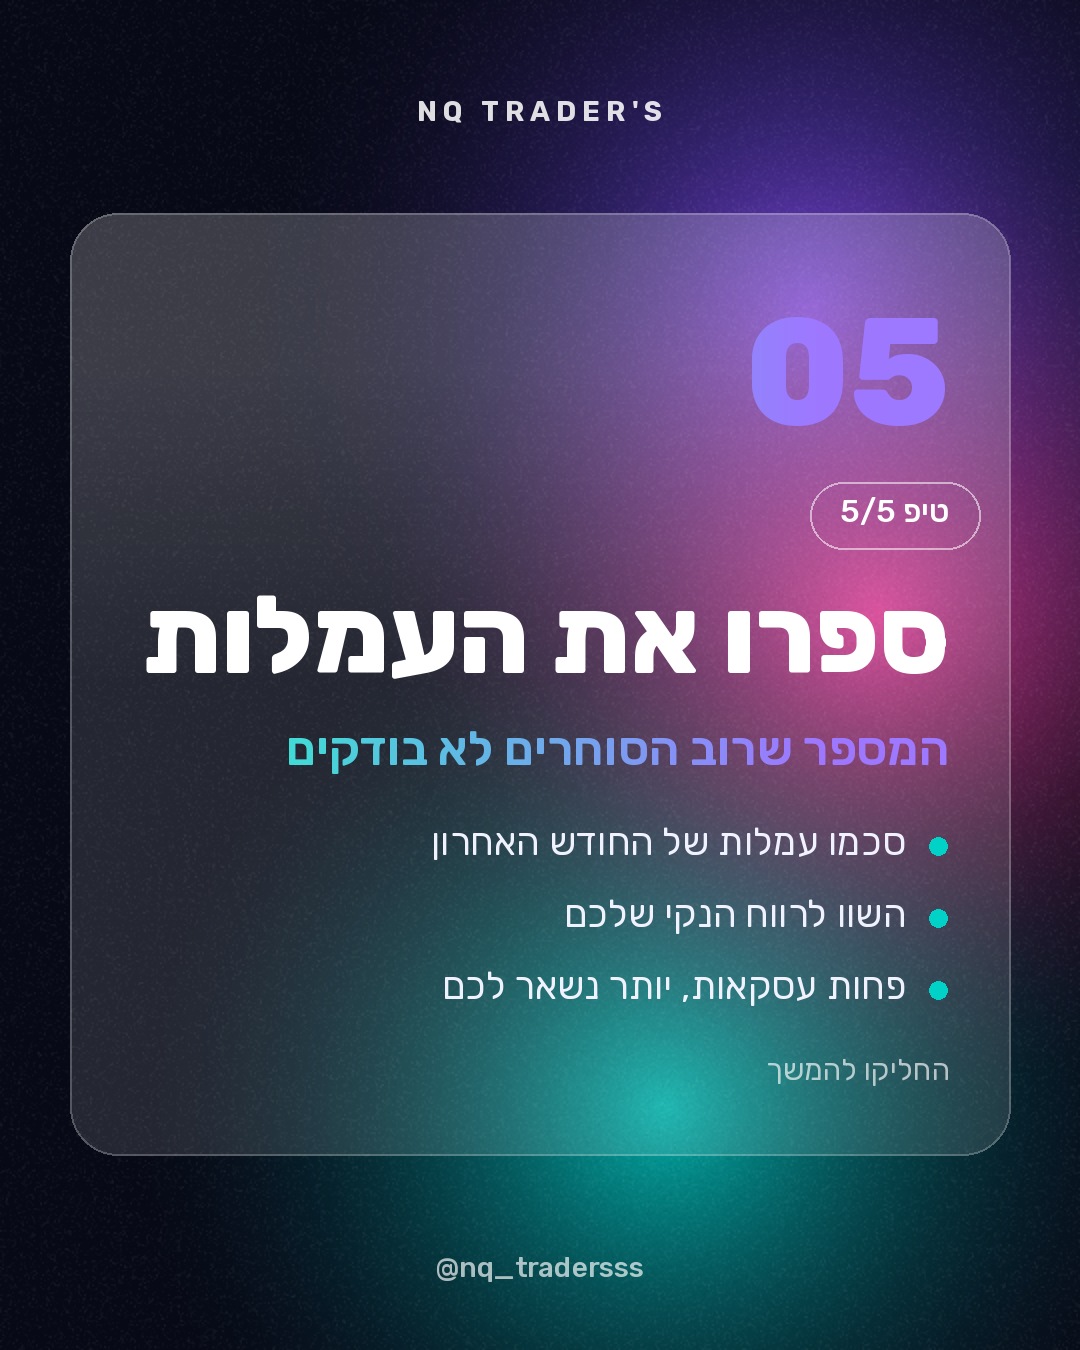 NQ TRADER'S
05
טיפ 5/5
ספרו את העמלות
המספר שרוב הסוחרים לא בודקים
סכמו עמלות של החודש האחרון
השוו לרווח הנקי שלכם
פחות עסקאות, יותר נשאר לכם
החליקו להמשך
@nq_tradersss